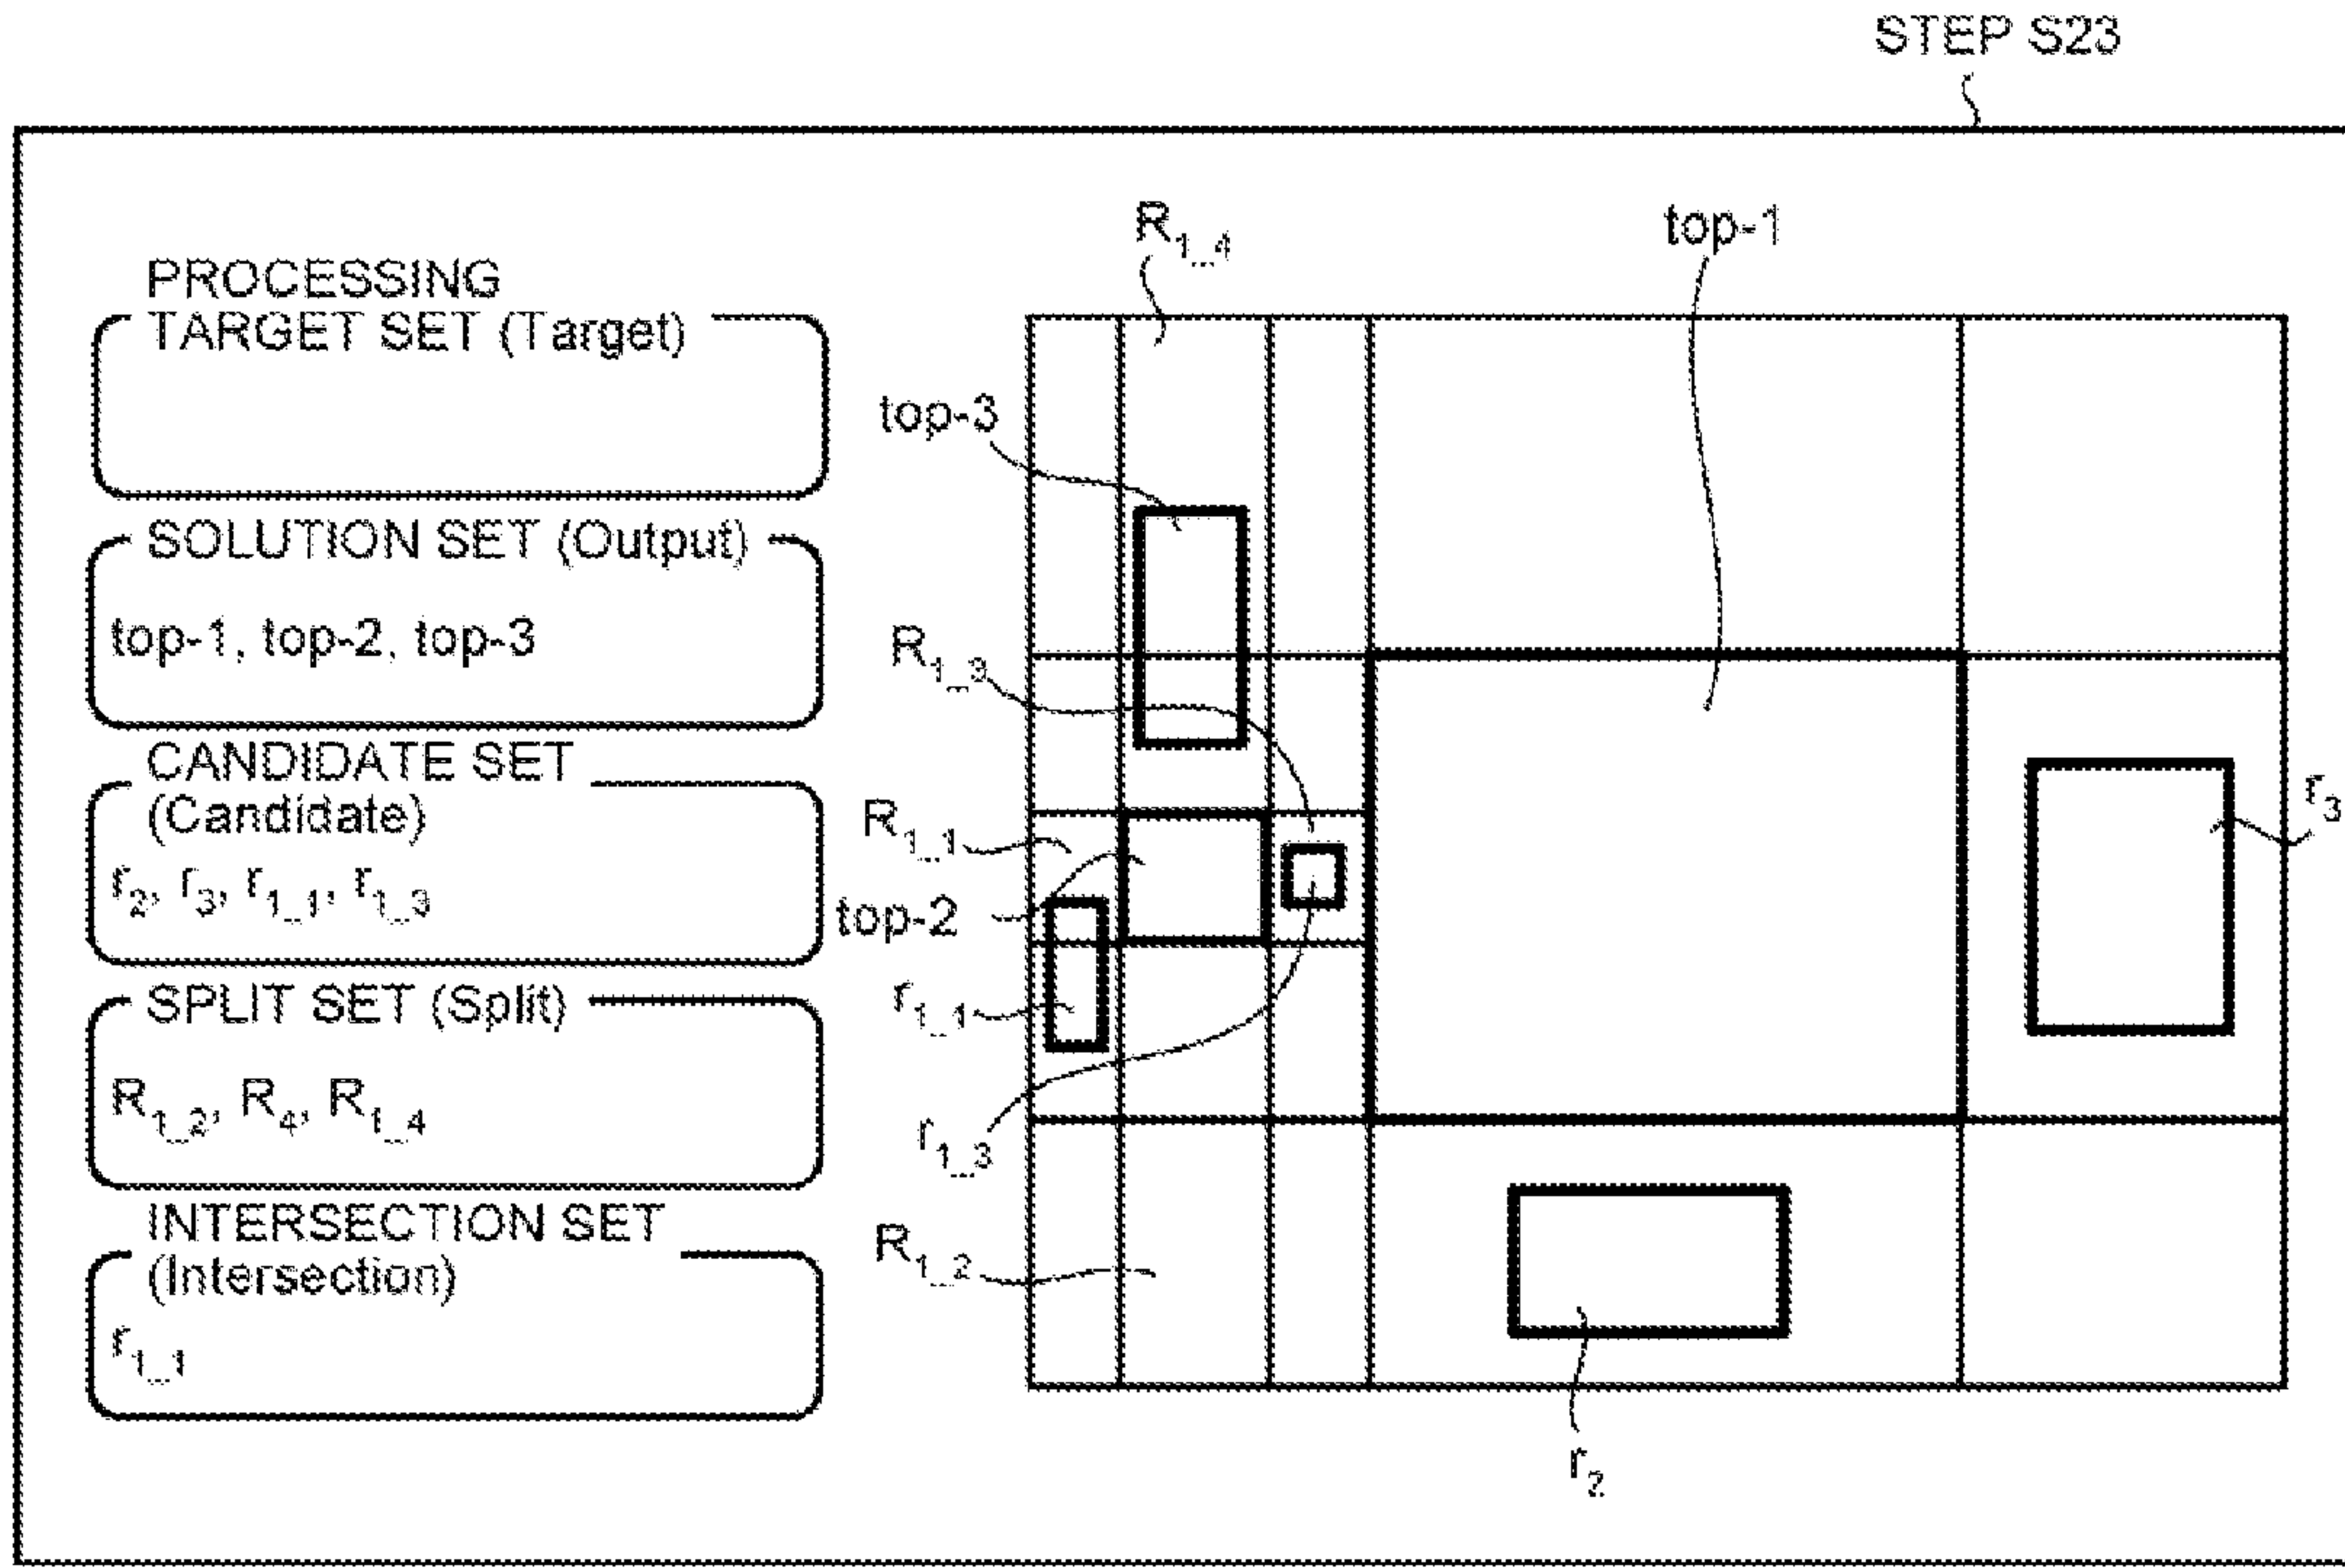 STEP S23
PROCESSING
TARGET SET (Target)
SOLUTION SET (Output)
top-1, top-2, top-3
CANDIDATE SET
(Candidate)
r2, r3, r1_1, r1_3
SPLIT SET (Split)
R1_2, R4, R1_4
INTERSECTION SET
(Intersection)
r1_1
R1_4
top-1
top-3
R1_3
R1_1
r3
top-2
r1_1
r1_3
R1_2
r2